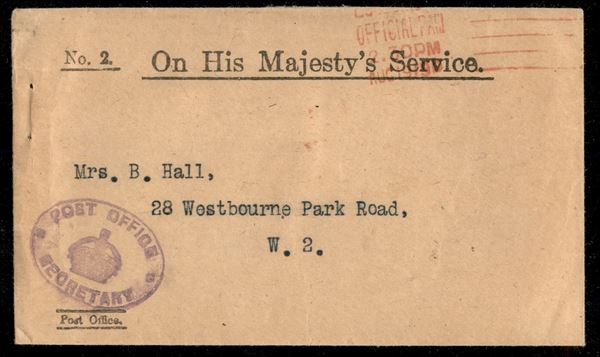 OFFICIAL PAID
No. 2.
On His Majesty's Service.
Mrs. B. Hall,
28 Westbourne Park Road,
W. 2.
POST OFFICE
SECRETARY
Post Office.